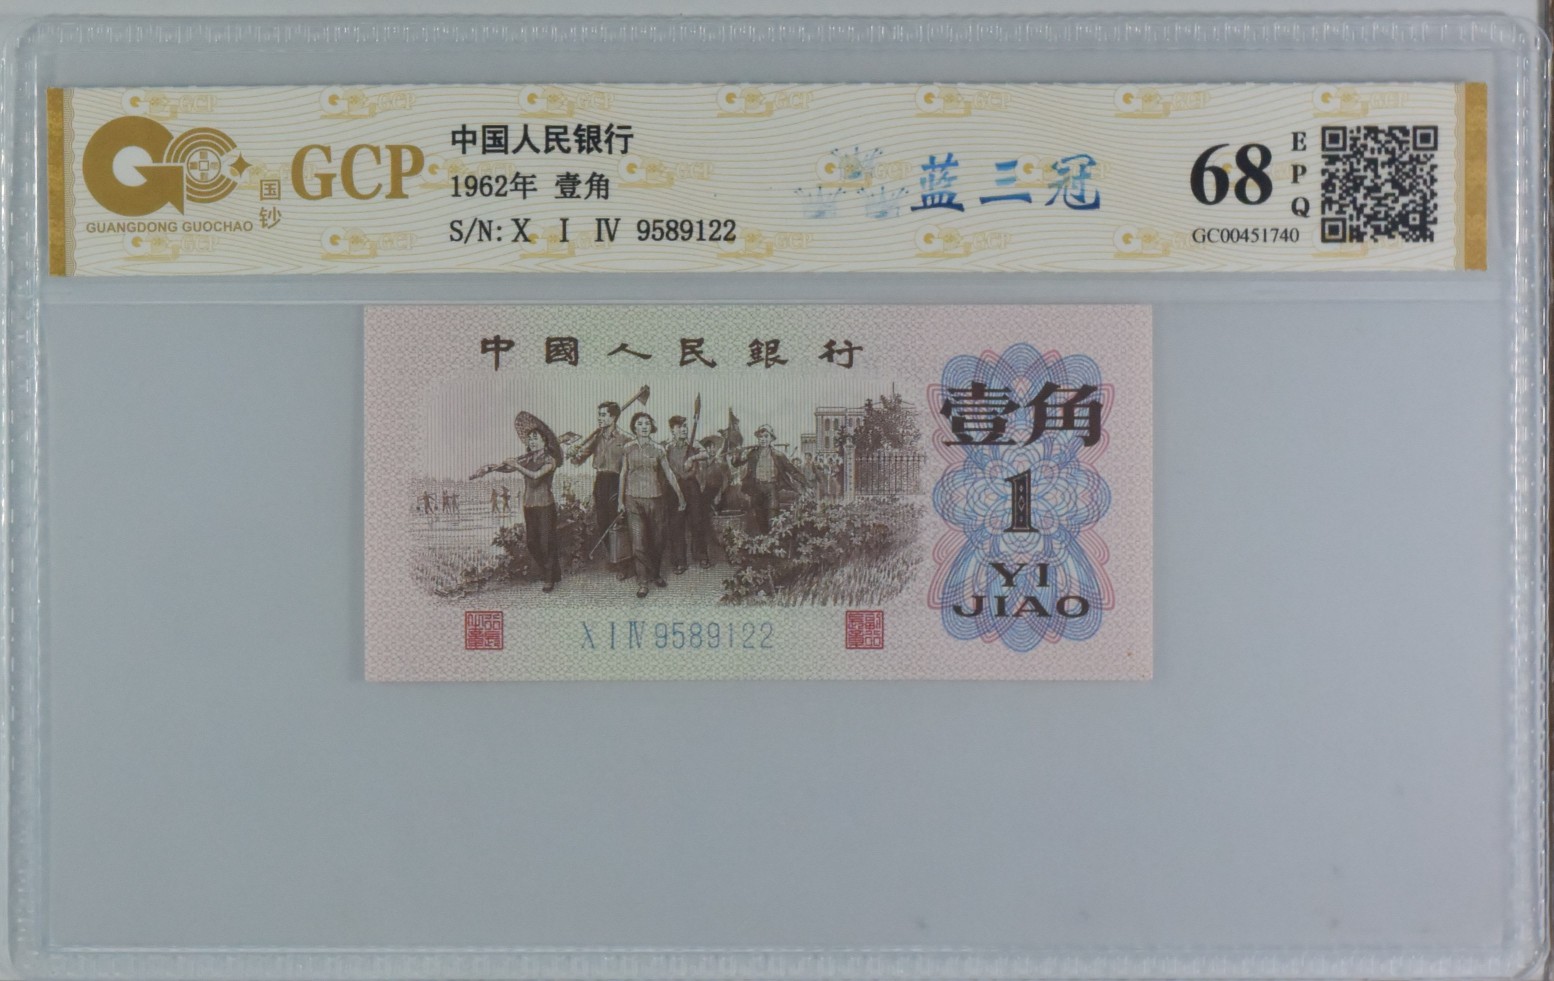 GCP
国钞
GUANGDONG GUOCHAO
中国人民银行
1962年 壹角
S/N: X I IV 9589122
蓝三冠
68
EPQ
GC00451740
中國人民銀行
壹角
1
YI
JIAO
X I IV 9589122